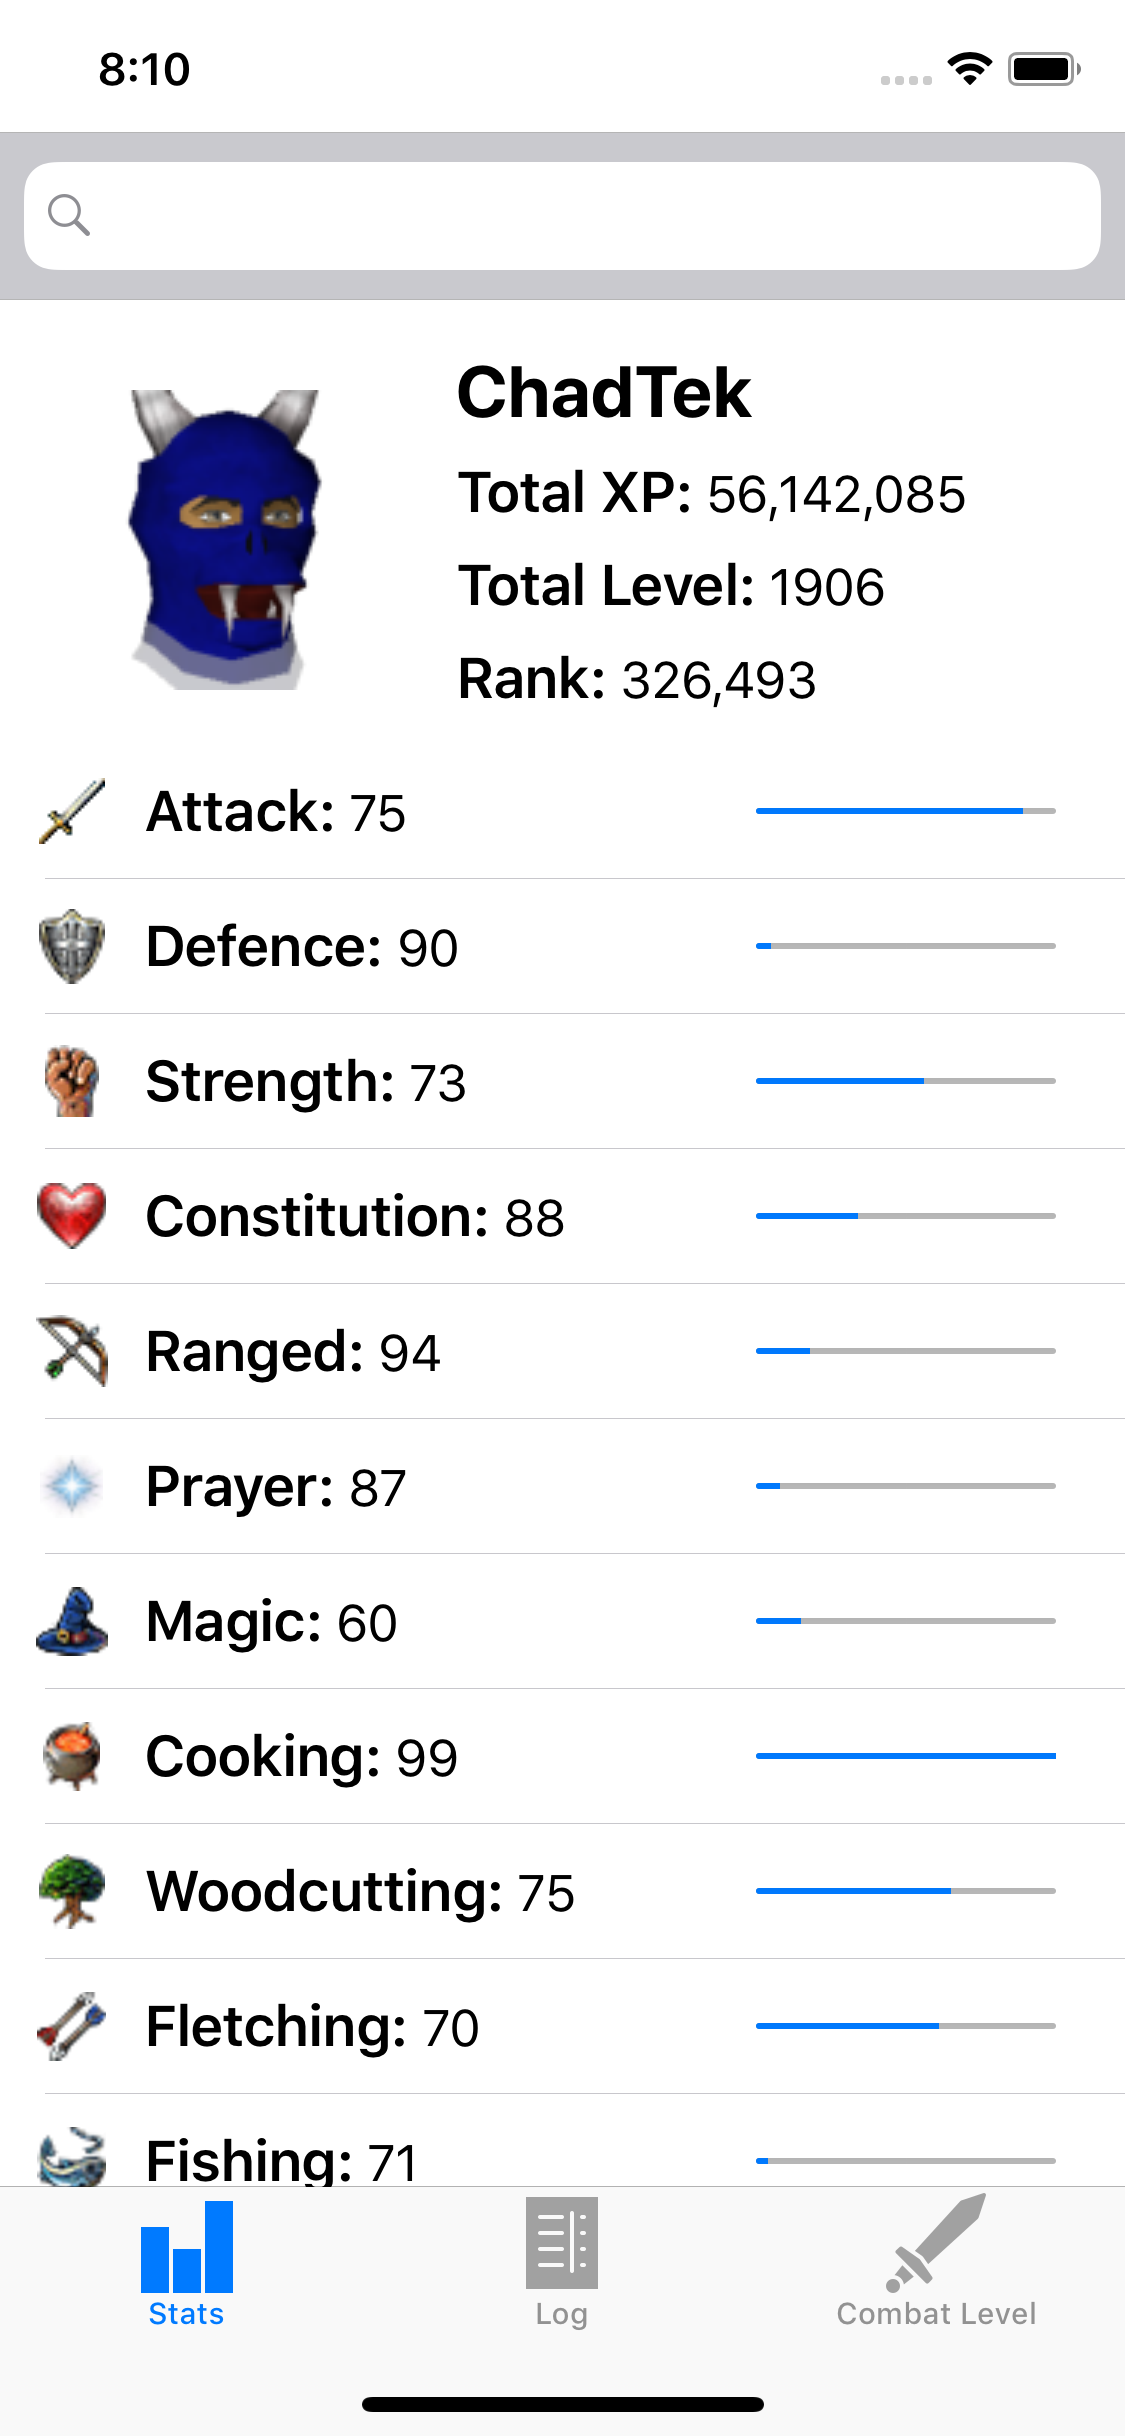 8:10
ChadTek
Total XP: 56,142,085
Total Level: 1906
Rank: 326,493
Attack: 75
Defence: 90
Strength: 73
Constitution: 88
Ranged: 94
Prayer: 87
Magic: 60
Cooking: 99
Woodcutting: 75
Fletching: 70
Fishing: 71
Stats
Log
Combat Level